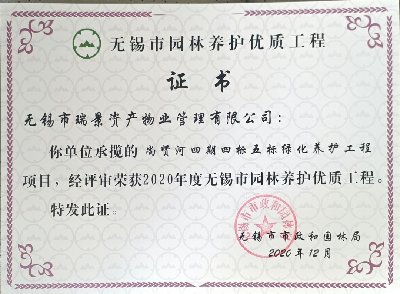 无锡市园林养护优质工程
证书
无锡市瑞景资产物业管理有限公司：
你单位承揽的尚贤河四期四标五标绿化养护工程
项目，经评审荣获2020年度无锡市园林养护优质工程。
特发此证。
无锡市市政和园林局
2020年12月